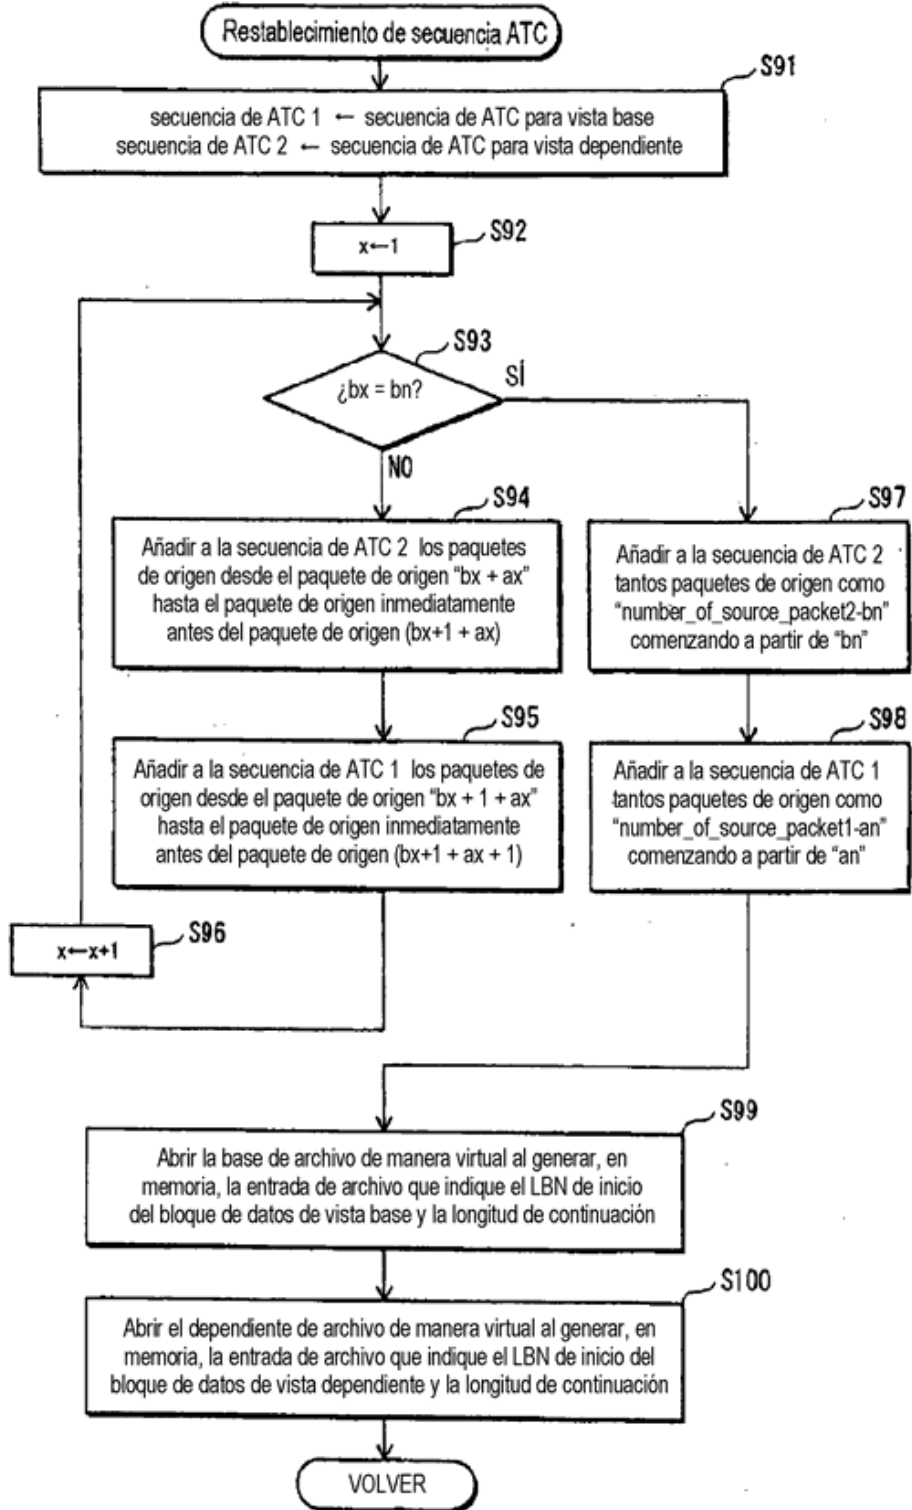 Restablecimiento de secuencia ATC
S91
secuencia de ATC 1 ← secuencia de ATC para vista base
secuencia de ATC 2 ← secuencia de ATC para vista dependiente
S92
x←1
S93
¿bx = bn?
SÍ
NO
S94
Añadir a la secuencia de ATC 2 los paquetes
de origen desde el paquete de origen “bx + ax”
hasta el paquete de origen inmediatamente
antes del paquete de origen (bx+1 + ax)
S95
Añadir a la secuencia de ATC 1 los paquetes de
origen desde el paquete de origen “bx + 1 + ax”
hasta el paquete de origen inmediatamente
antes del paquete de origen (bx+1 + ax + 1)
S96
x←x+1
S97
Añadir a la secuencia de ATC 2
tantos paquetes de origen como
“number_of_source_packet2-bn”
comenzando a partir de “bn”
S98
Añadir a la secuencia de ATC 1
tantos paquetes de origen como
“number_of_source_packet1-an”
comenzando a partir de “an”
S99
Abrir la base de archivo de manera virtual al generar, en
memoria, la entrada de archivo que indique el LBN de inicio
del bloque de datos de vista base y la longitud de continuación
S100
Abrir el dependiente de archivo de manera virtual al generar, en
memoria, la entrada de archivo que indique el LBN de inicio del
bloque de datos de vista dependiente y la longitud de continuación
VOLVER